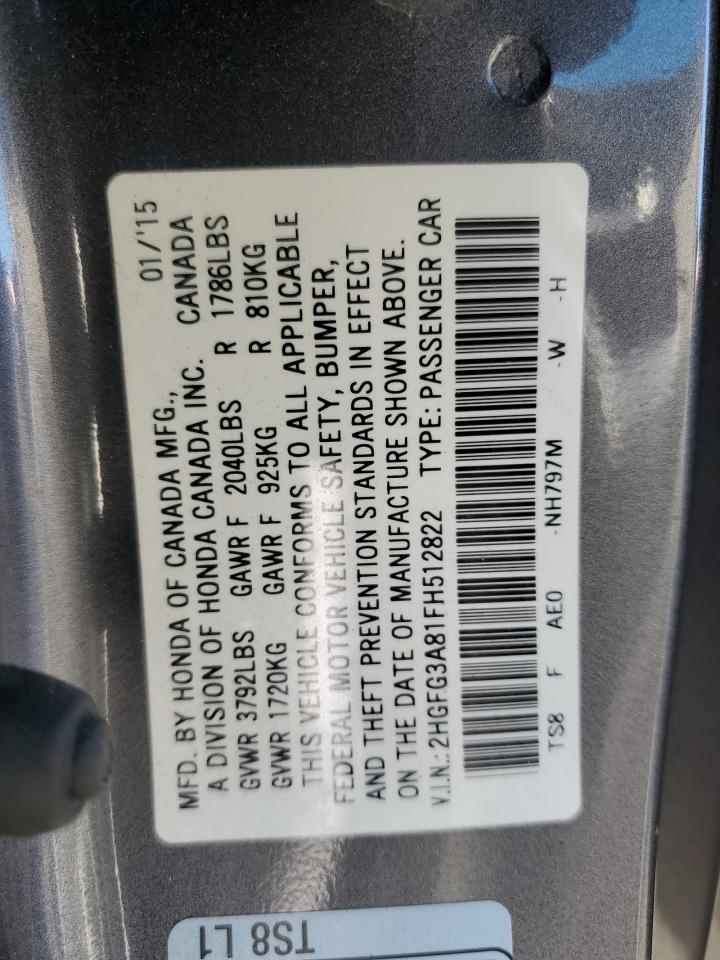 MFD. BY HONDA OF CANADA MFG., 01/'15
A DIVISION OF HONDA CANADA INC. CANADA
GVWR 3792LBS GAWR F 2040LBS R 1786LBS
GVWR 1720KG GAWR F 925KG R 810KG
THIS VEHICLE CONFORMS TO ALL APPLICABLE
FEDERAL MOTOR VEHICLE SAFETY, BUMPER,
AND THEFT PREVENTION STANDARDS IN EFFECT
ON THE DATE OF MANUFACTURE SHOWN ABOVE.
V.I.N.: 2HGFG3A81FH512822 TYPE: PASSENGER CAR
TS8 F AE0 -NH797M -W -H
TS8 L1